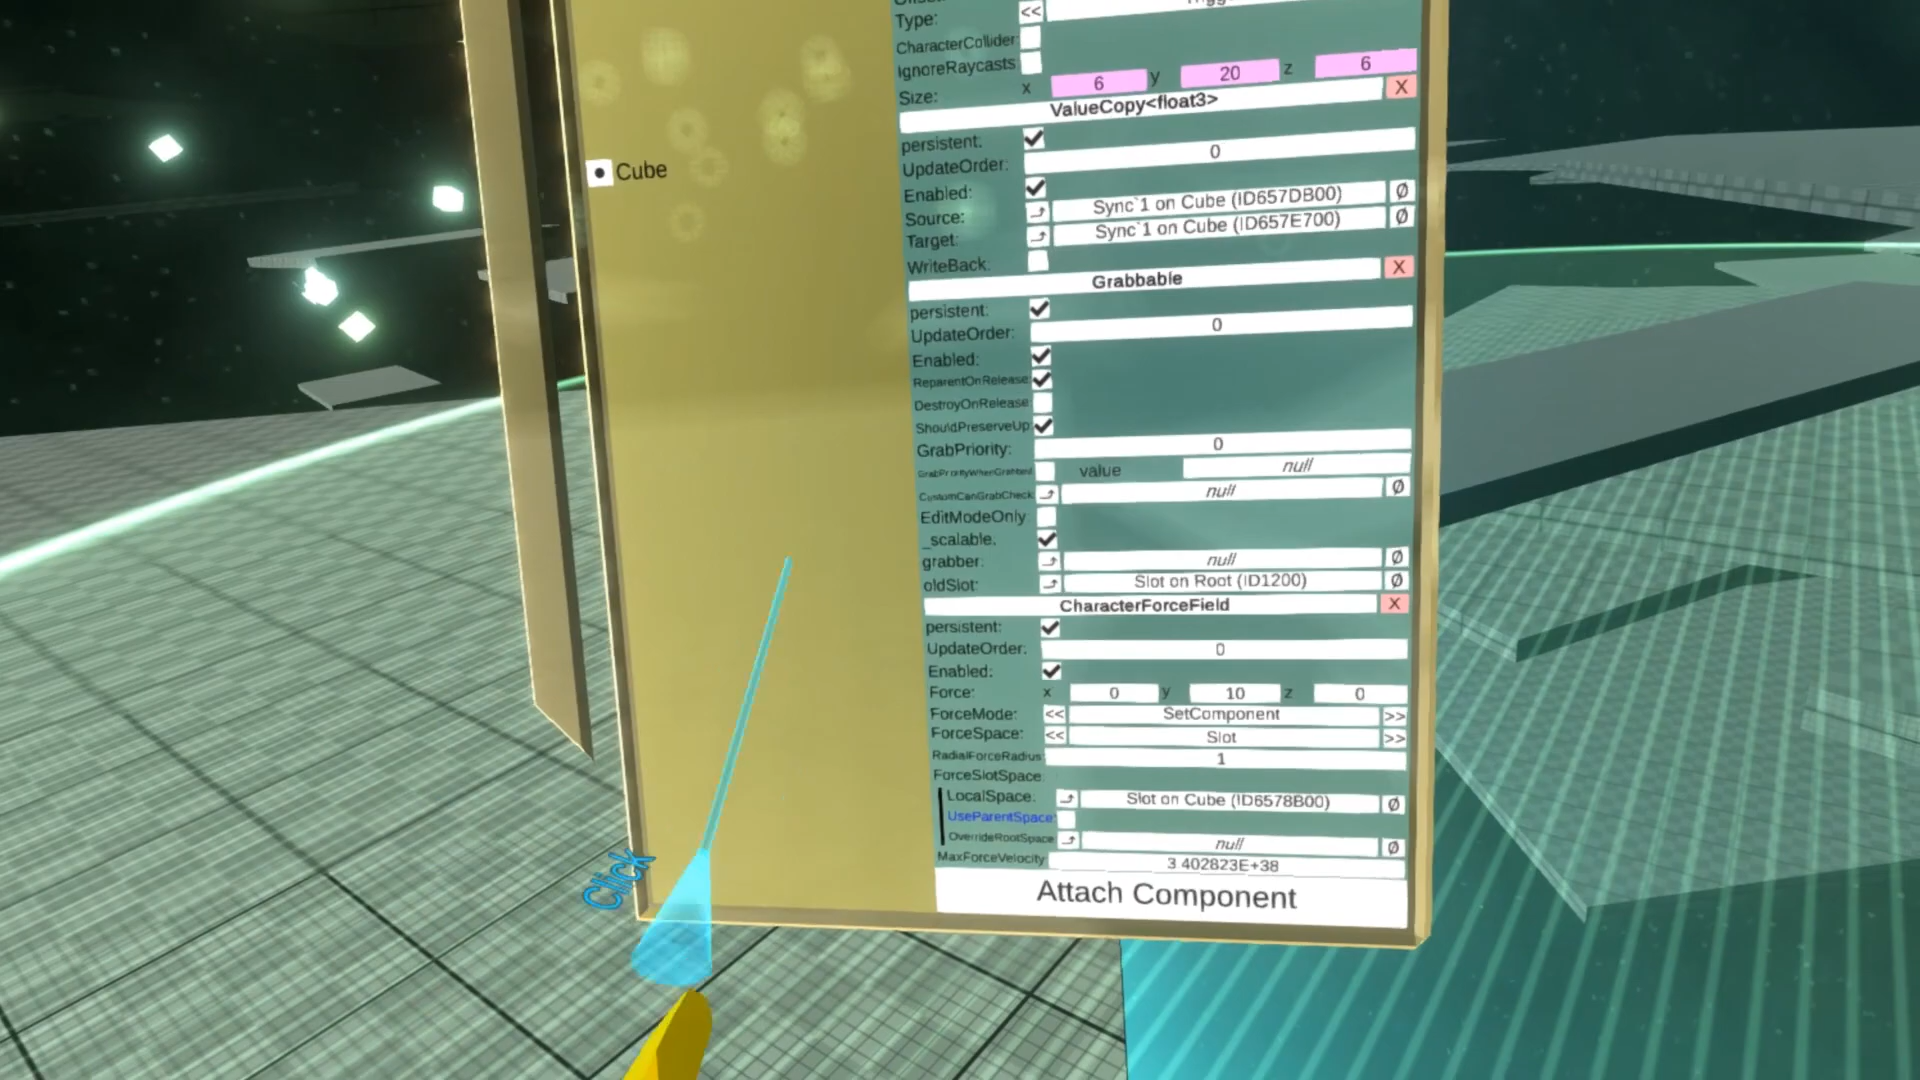 Type: <<
CharacterCollider:
IgnoreRaycasts
Size: x 6 y 20 z 6
ValueCopy<float3> X
persistent:
UpdateOrder: 0
Enabled:
Source: Sync`1 on Cube (ID657DB00) Ø
Target: Sync`1 on Cube (ID657E700) Ø
WriteBack:
Grabbable X
persistent:
UpdateOrder: 0
Enabled:
ReparentOnRelease
DestroyOnRelease
ShouldPreserveUp
GrabPriority: 0
GrabPriorityWhenGrabbed value null
CustomCanGrabCheck null Ø
EditModeOnly
_scalable.
grabber: null Ø
oldSlot: Slot on Root (ID1200) Ø
CharacterForceField X
persistent:
UpdateOrder: 0
Enabled:
Force: x 0 y 10 z 0
ForceMode: << SetComponent >>
ForceSpace: << Slot >>
RadialForceRadius 1
ForceSlotSpace:
LocalSpace: Slot on Cube (ID6578B00) Ø
UseParentSpace
OverrideRootSpace null Ø
MaxForceVelocity 3 402823E+38
Attach Component
Cube
Click